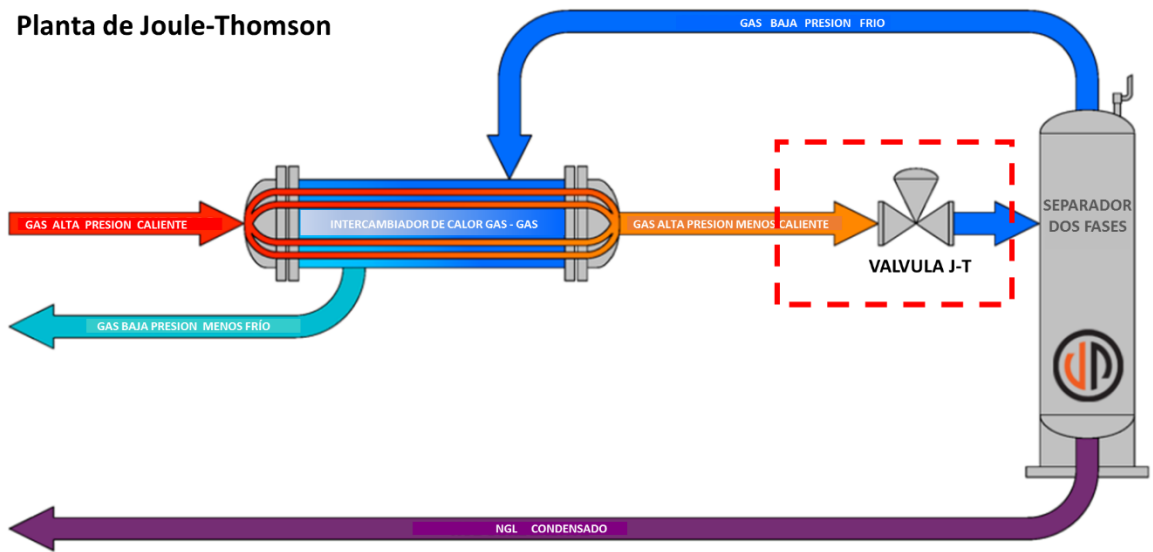 Planta de Joule-Thomson
GAS BAJA PRESION FRIO
GAS ALTA PRESION CALIENTE
INTERCAMBIADOR DE CALOR GAS - GAS
GAS ALTA PRESION MENOS CALIENTE
VALVULA J-T
SEPARADOR
DOS FASES
GAS BAJA PRESION MENOS FRÍO
NGL CONDENSADO